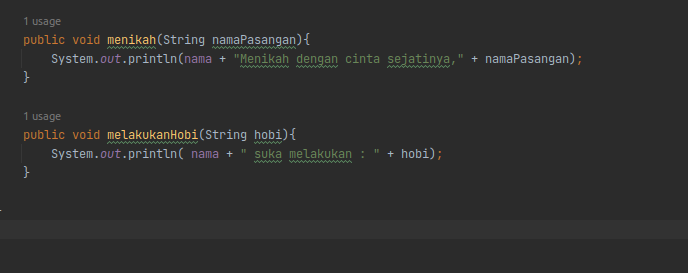 1 usage
public void menikah(String namaPasangan){
System.out.println(nama + "Menikah dengan cinta sejatinya," + namaPasangan);
}
1 usage
public void melakukanHobi(String hobi){
System.out.println( nama + " suka melakukan : " + hobi);
}